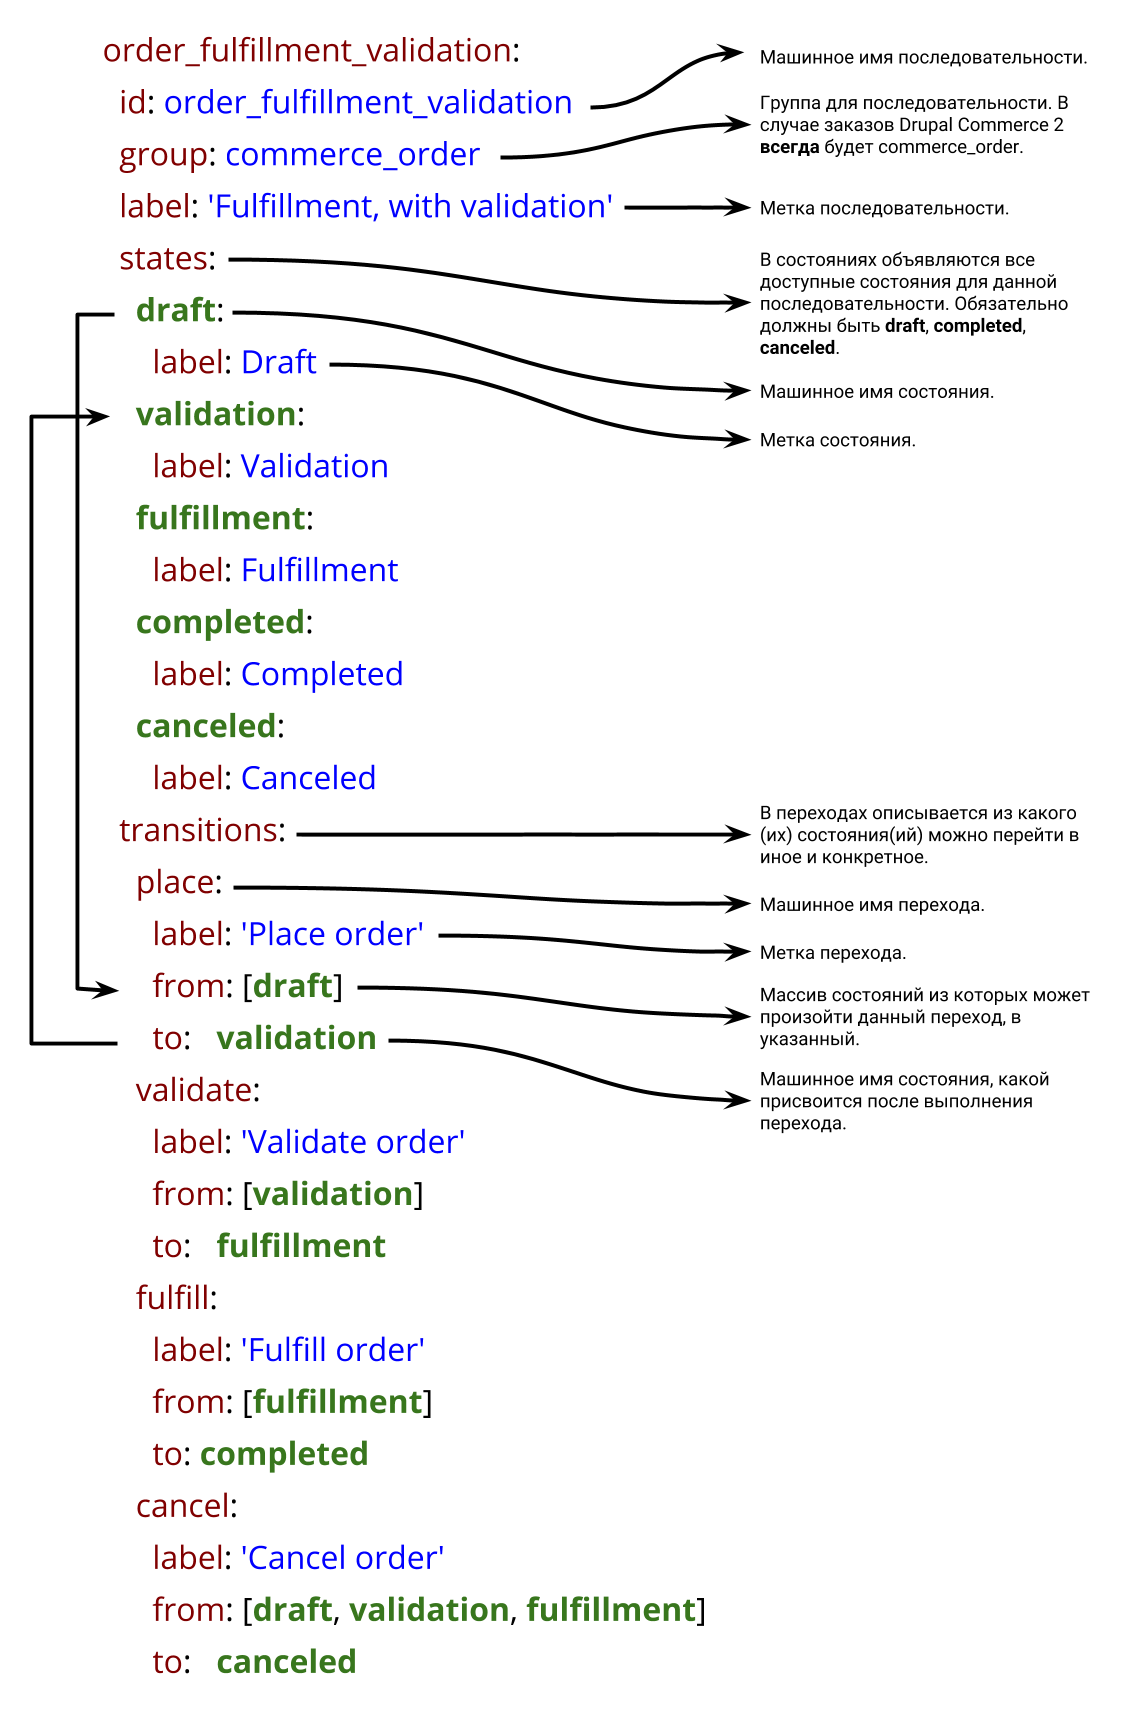 order_fulfillment_validation:
id: order_fulfillment_validation
group: commerce_order
label: 'Fulfillment, with validation'
states:
draft:
label: Draft
validation:
label: Validation
fulfillment:
label: Fulfillment
completed:
label: Completed
canceled:
label: Canceled
transitions:
place:
label: 'Place order'
from: [draft]
to: validation
validate:
label: 'Validate order'
from: [validation]
to: fulfillment
fulfill:
label: 'Fulfill order'
from: [fulfillment]
to: completed
cancel:
label: 'Cancel order'
from: [draft, validation, fulfillment]
to: canceled
Машинное имя последовательности.
Группа для последовательности. В
случае заказов Drupal Commerce 2
всегда будет commerce_order.
Метка последовательности.
В состояниях объявляются все
доступные состояния для данной
последовательности. Обязательно
должны быть draft, completed,
canceled.
Машинное имя состояния.
Метка состояния.
В переходах описывается из какого
(их) состояния(ий) можно перейти в
иное и конкретное.
Машинное имя перехода.
Метка перехода.
Массив состояний из которых может
произойти данный переход, в
указанный.
Машинное имя состояния, какой
присвоится после выполнения
перехода.